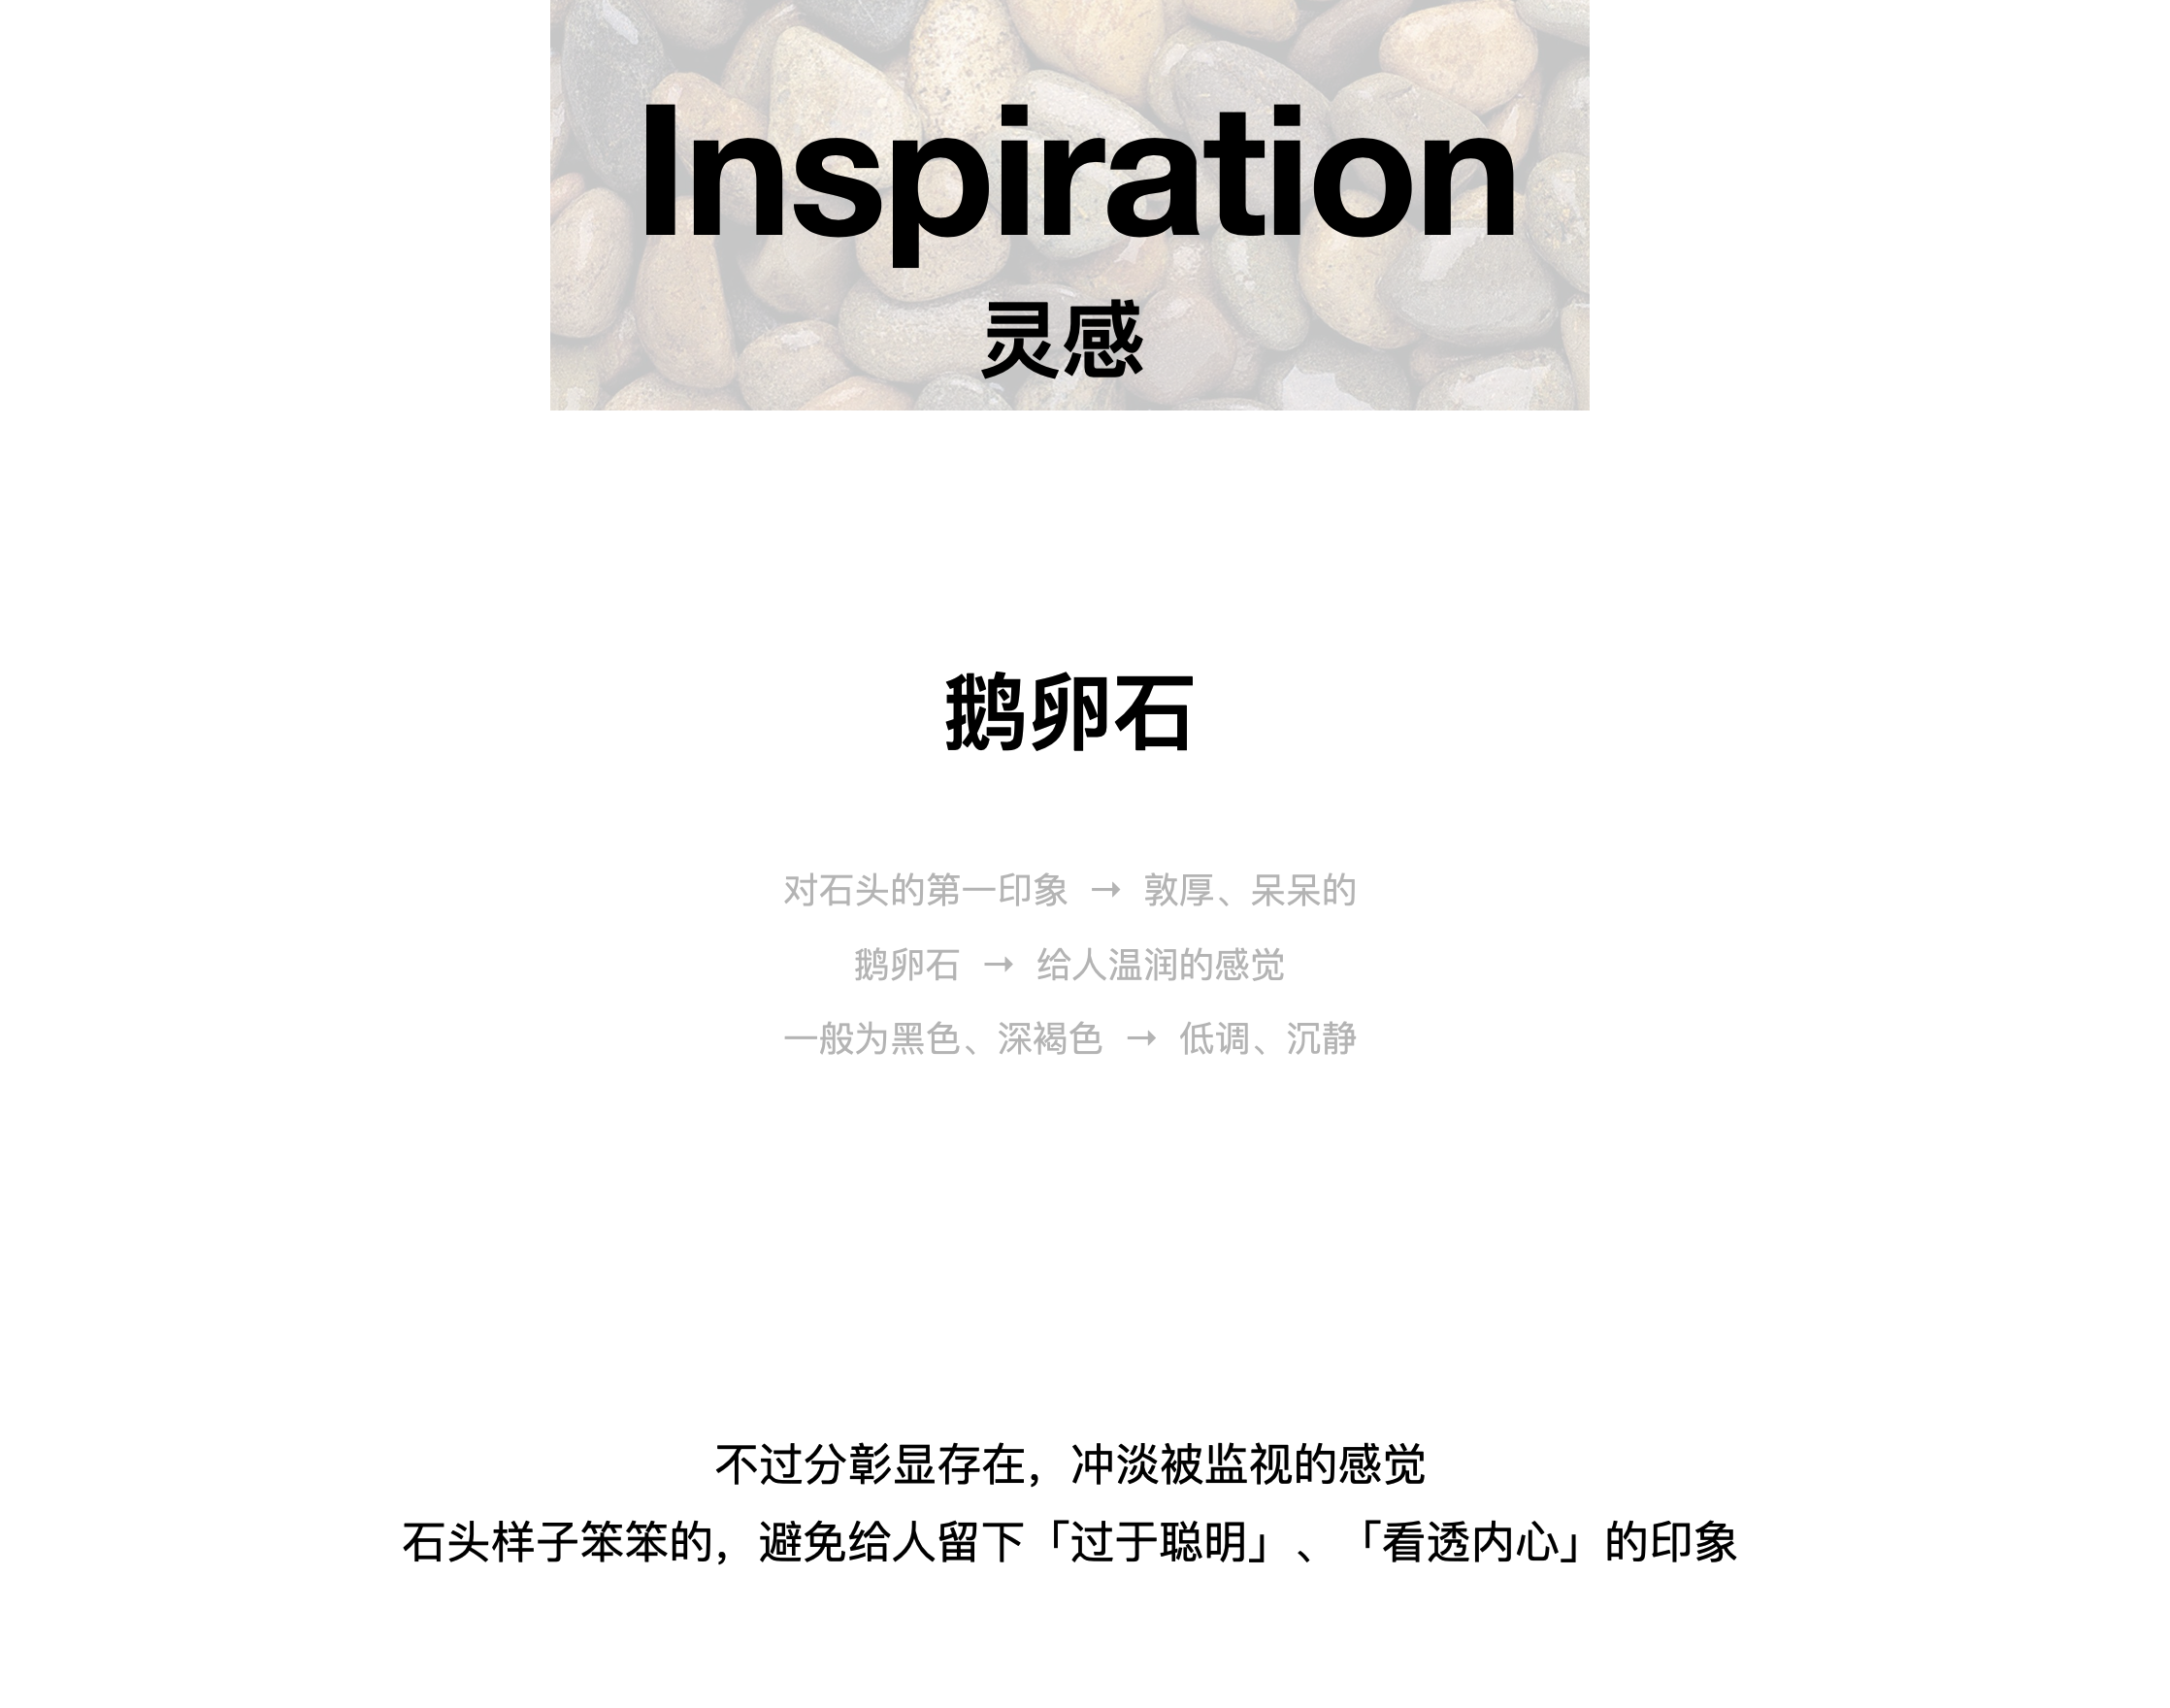 Inspiration
灵感
鹅卵石
对石头的第一印象 → 敦厚、呆呆的
鹅卵石 → 给人温润的感觉
一般为黑色、深褐色 → 低调、沉静
不过分彰显存在，冲淡被监视的感觉
石头样子笨笨的，避免给人留下「过于聪明」、「看透内心」的印象